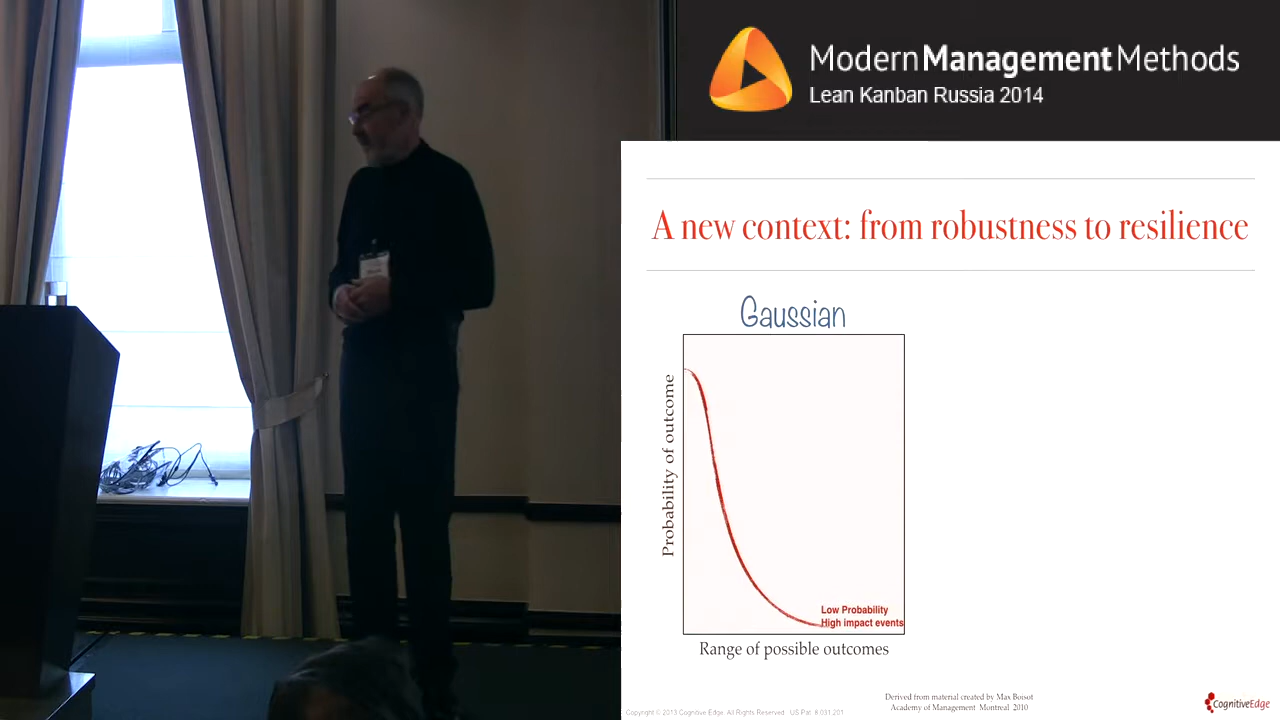 Modern Management Methods
Lean Kanban Russia 2014
A new context: from robustness to resilience
Gaussian
Probability of outcome
Low Probability
High impact events
Range of possible outcomes
Derived from material created by Max Boisot
Academy of Management Montreal 2010
Copyright © 2013 Cognitive Edge. All Rights Reserved. US Pat. 8,031,201
CognitiveEdge